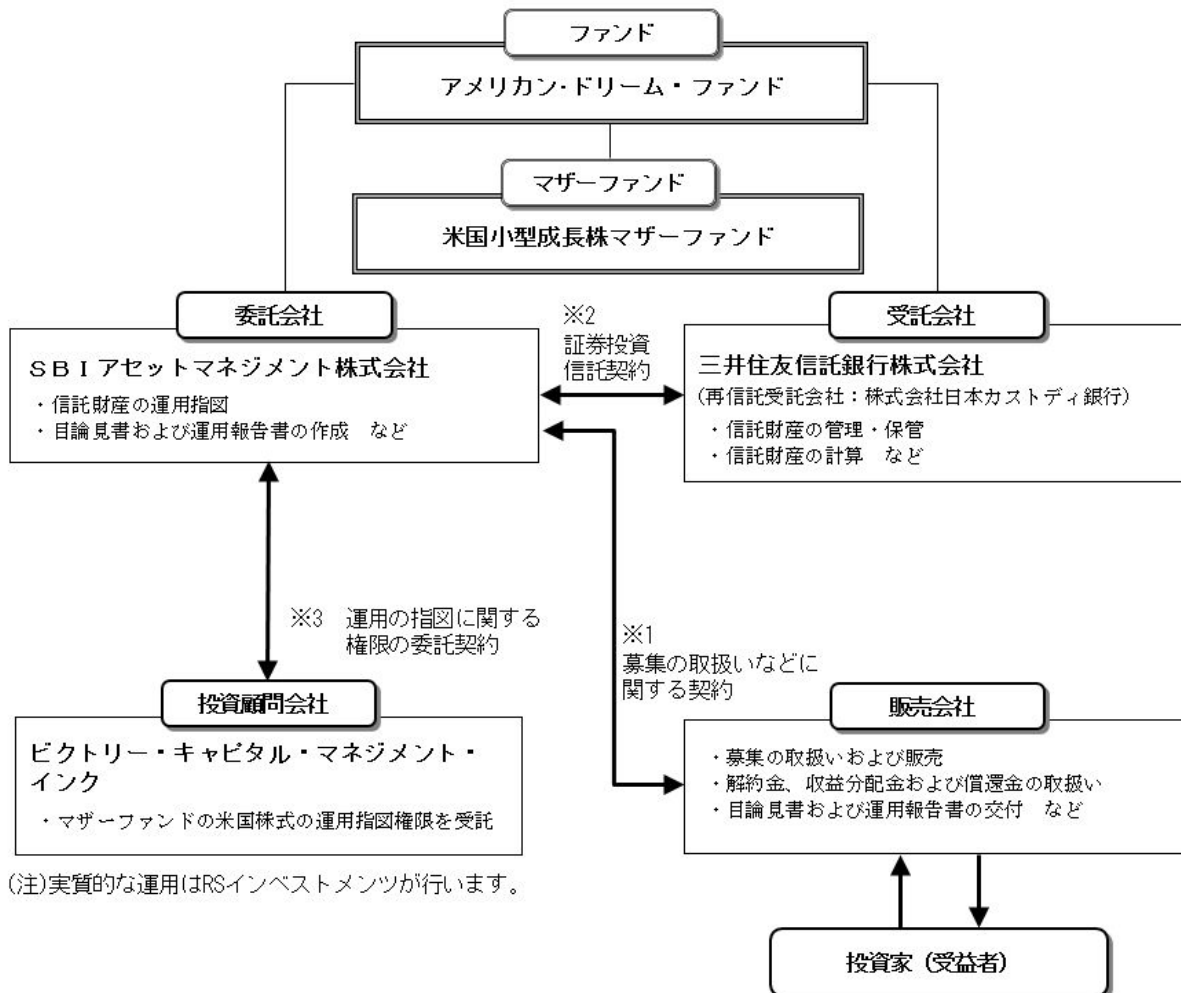 ファンド
アメリカン・ドリーム・ファンド
マザーファンド
米国小型成長株マザーファンド
委託会社
ＳＢＩアセットマネジメント株式会社
・信託財産の運用指図
・目論見書および運用報告書の作成　など
※2
証券投資
信託契約
受託会社
三井住友信託銀行株式会社
(再信託受託会社：株式会社日本カストディ銀行)
・信託財産の管理・保管
・信託財産の計算　など
※3　運用の指図に関する
権限の委託契約
※1
募集の取扱いなどに
関する契約
投資顧問会社
ビクトリー・キャピタル・マネジメント・
インク
・マザーファンドの米国株式の運用指図権限を受託
(注)実質的な運用はRSインベストメンツが行います。
販売会社
・募集の取扱いおよび販売
・解約金、収益分配金および償還金の取扱い
・目論見書および運用報告書の交付　など
投資家（受益者）